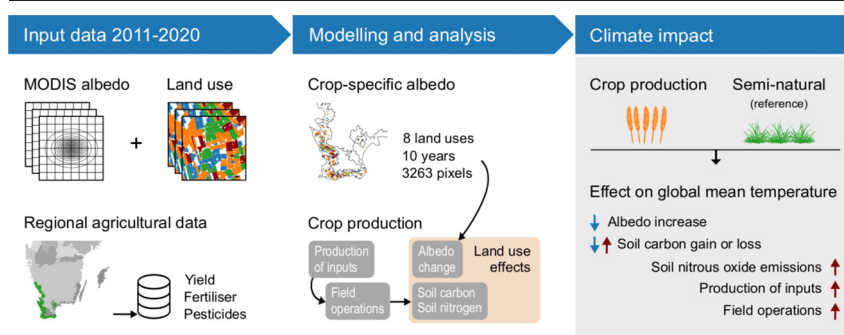 Input data 2011-2020
MODIS albedo
Land use
+
Regional agricultural data
Yield
Fertiliser
Pesticides
Modelling and analysis
Crop-specific albedo
8 land uses
10 years
3263 pixels
Crop production
Production
of inputs
Field
operations
Albedo
change
Land use
effects
Soil carbon
Soil nitrogen
Climate impact
Crop production
Semi-natural
(reference)
Effect on global mean temperature
Albedo increase
Soil carbon gain or loss
Soil nitrous oxide emissions
Production of inputs
Field operations